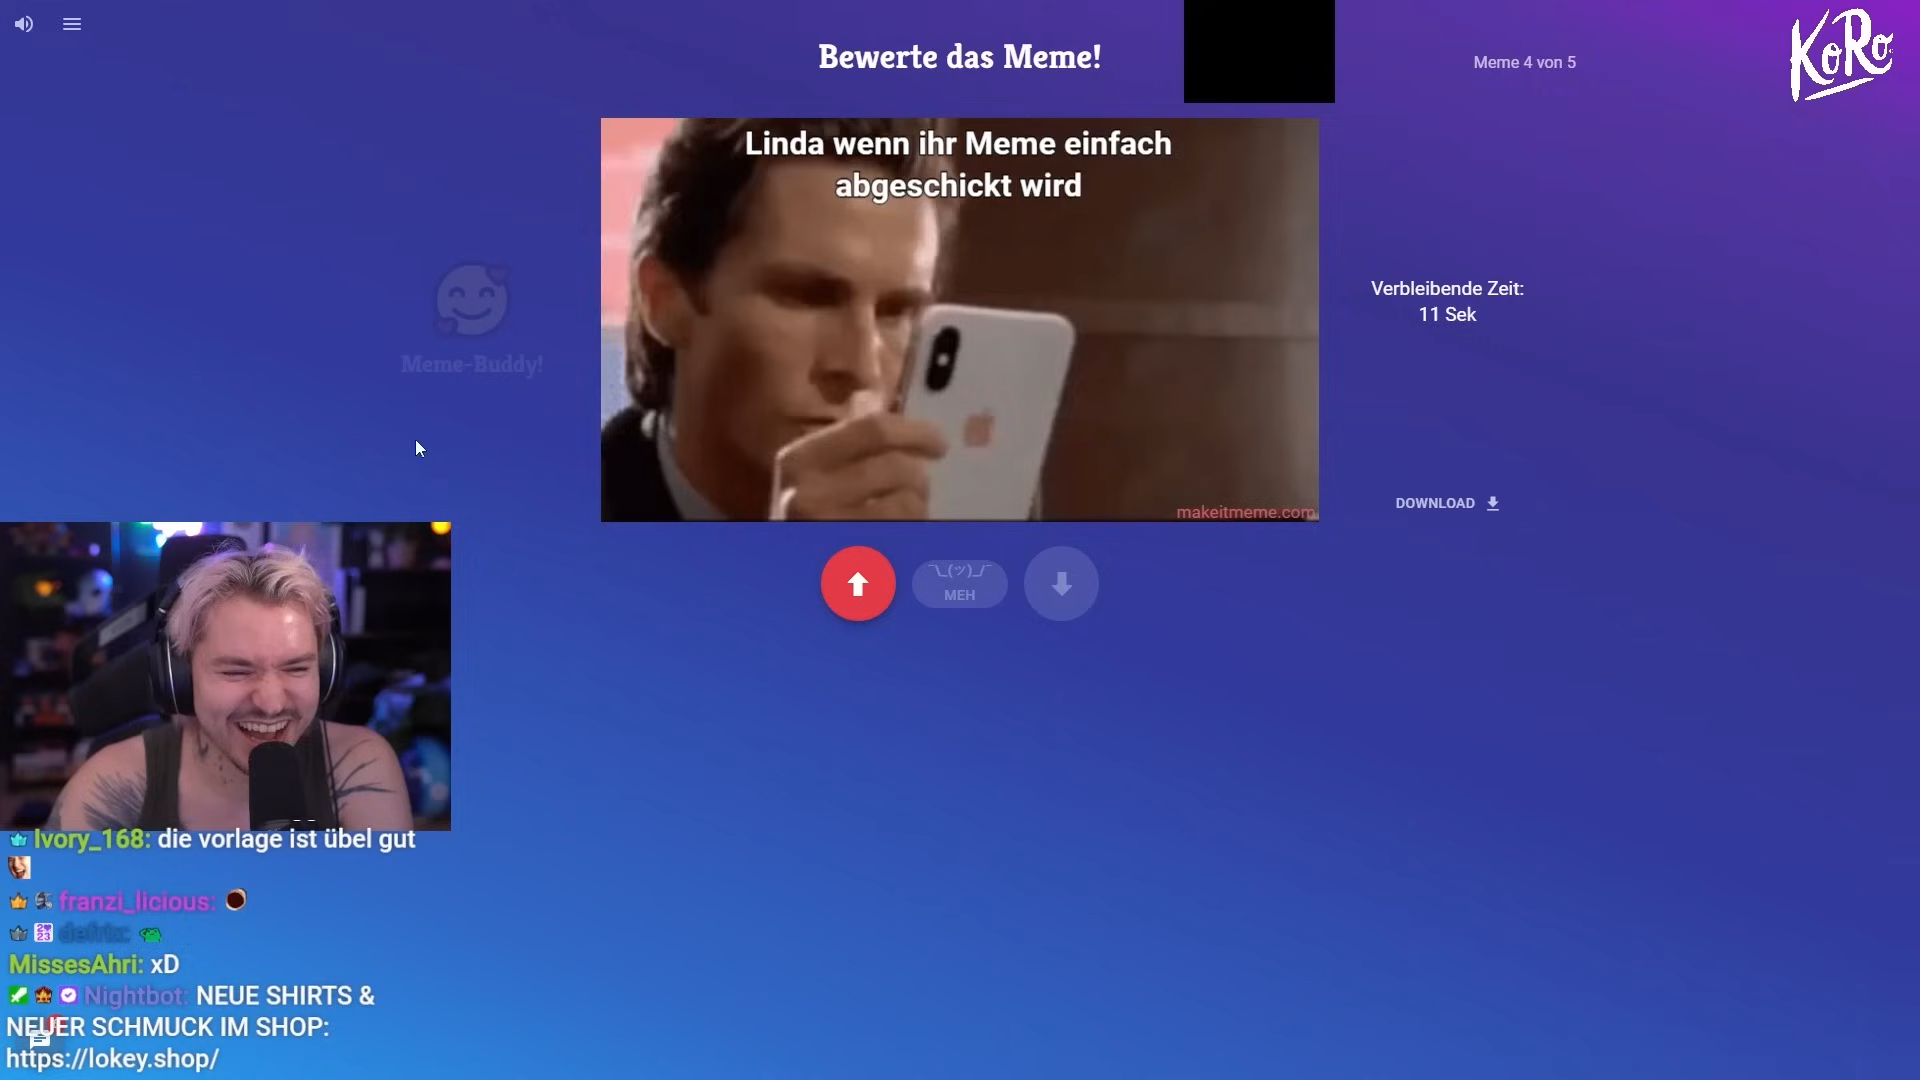 Bewerte das Meme!
Meme 4 von 5
KoRo
Linda wenn ihr Meme einfach
abgeschickt wird
Meme-Buddy!
Verbleibende Zeit:
11 Sek
makeitmeme.com
DOWNLOAD
¯\_(ツ)_/¯
MEH
Ivory_168: die vorlage ist übel gut
franzi_licious:
defrix:
MissesAhri: xD
Nightbot: NEUE SHIRTS &
NEUER SCHMUCK IM SHOP:
https://lokey.shop/